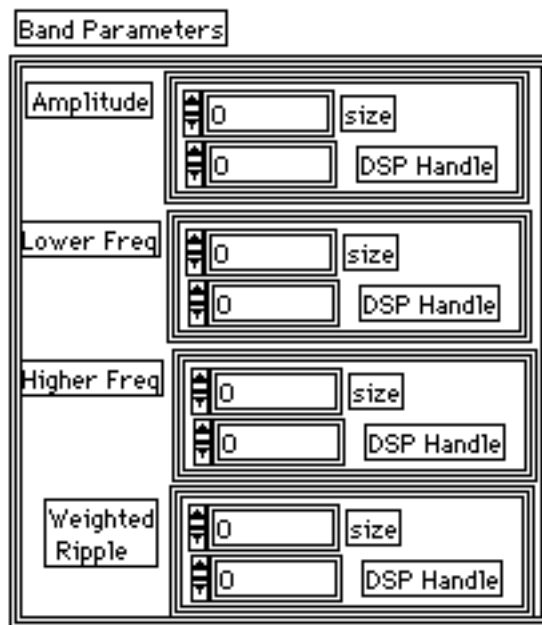 Band Parameters
Amplitude
0 size
0 DSP Handle
Lower Freq
0 size
0 DSP Handle
Higher Freq
0 size
0 DSP Handle
Weighted
Ripple
0 size
0 DSP Handle